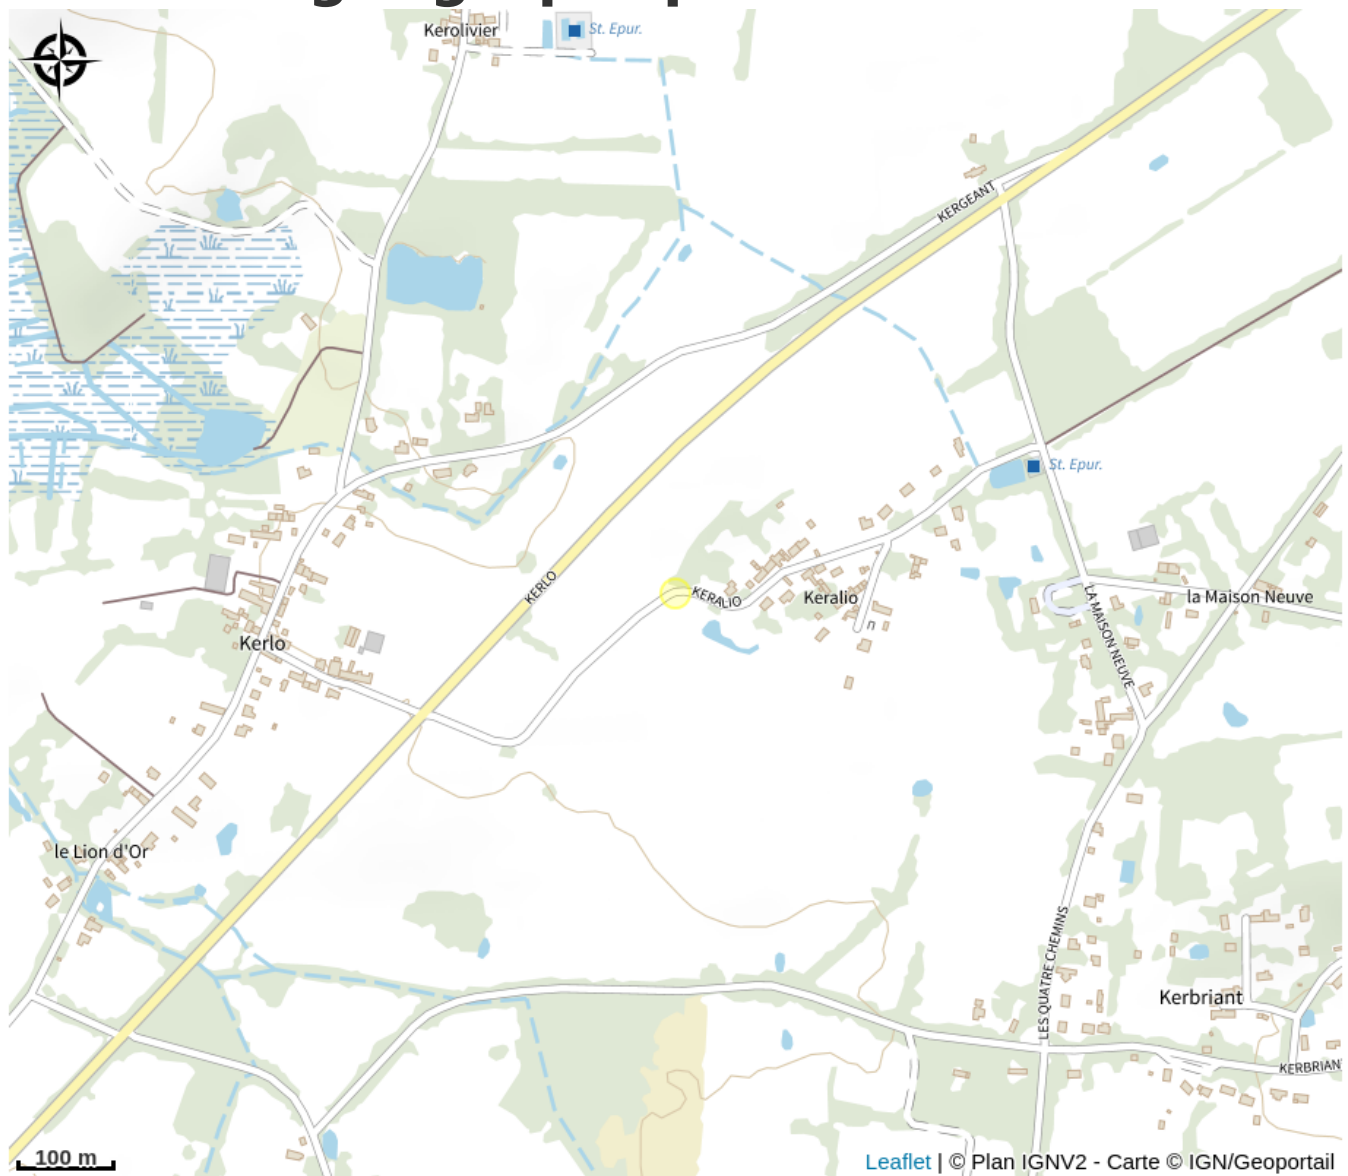 Kerolivier
St. Epur.
KERGEANT
St. Epur.
KERLO
KERALIO
Keralio
la Maison Neuve
LA MAISON NEUVE
Kerlo
le Lion d'Or
LES QUATRE CHEMINS
Kerbriant
KERBRIAN
100 m
Leaflet | © Plan IGNV2 - Carte © IGN/Geoportail